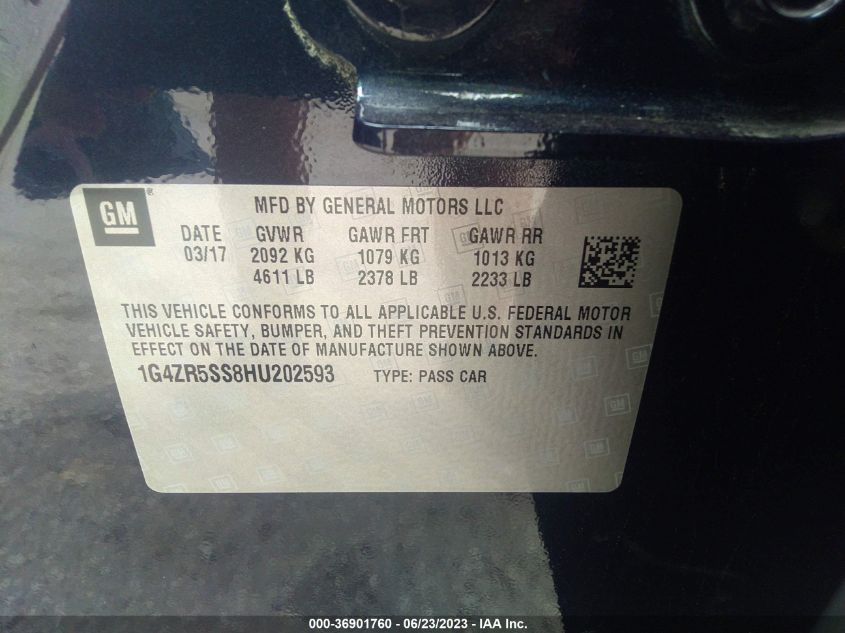 GM ®
MFD BY GENERAL MOTORS LLC
DATE GVWR GAWR FRT GAWR RR
03/17 2092 KG 1079 KG 1013 KG
4611 LB 2378 LB 2233 LB
THIS VEHICLE CONFORMS TO ALL APPLICABLE U.S. FEDERAL MOTOR
VEHICLE SAFETY, BUMPER, AND THEFT PREVENTION STANDARDS IN
EFFECT ON THE DATE OF MANUFACTURE SHOWN ABOVE.
1G4ZR5SS8HU202593 TYPE: PASS CAR
000-36901760 - 06/23/2023 - IAA Inc.